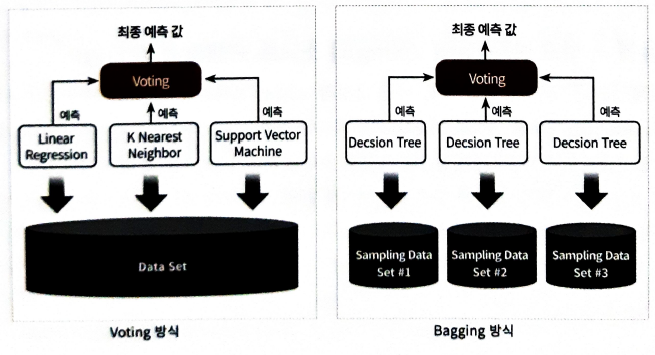 최종 예측 값
Voting
예측
예측
예측
Linear
Regression
K Nearest
Neighbor
Support Vector
Machine
Data Set
Voting 방식
최종 예측 값
Voting
예측
예측
예측
Decsion Tree
Decsion Tree
Decsion Tree
Sampling Data
Set #1
Sampling Data
Set #2
Sampling Data
Set #3
Bagging 방식